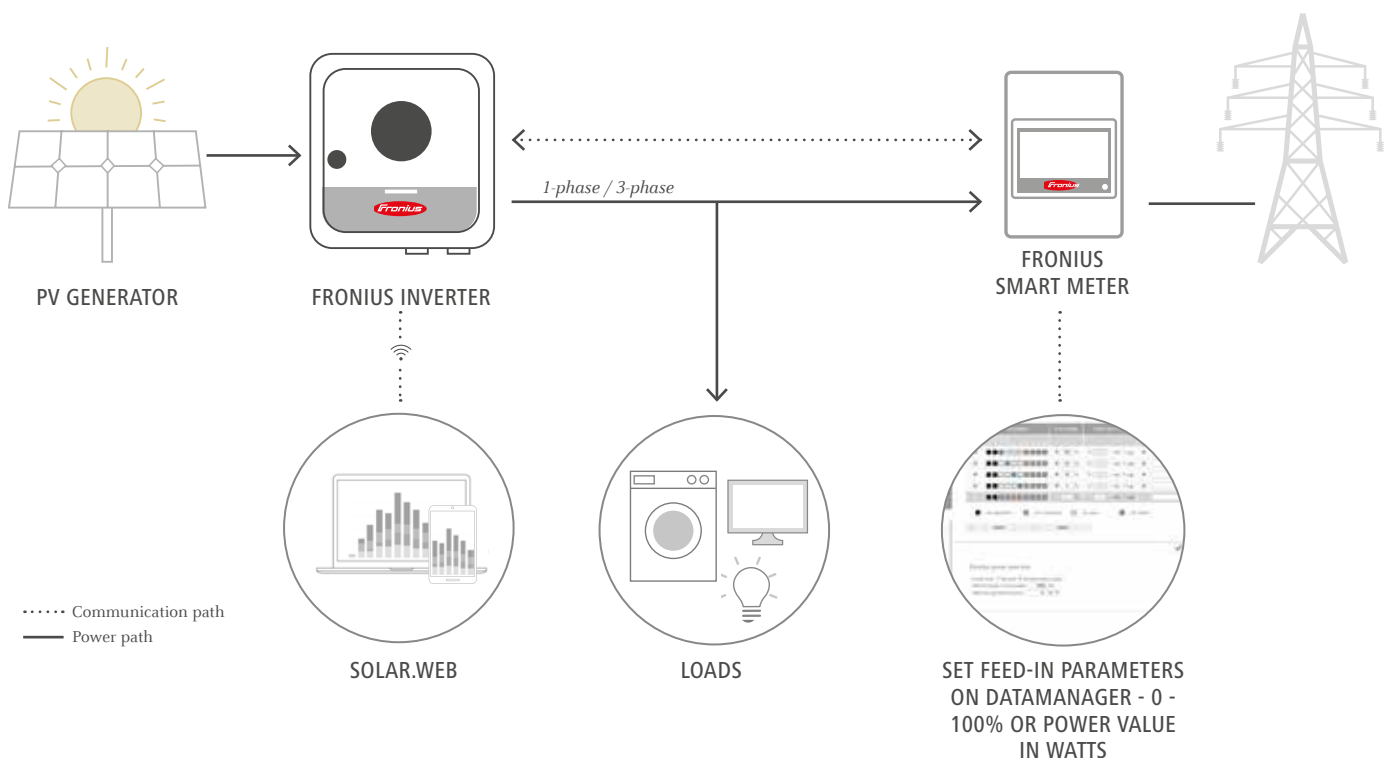 1-phase / 3-phase
Fronius
Fronius
PV GENERATOR
FRONIUS INVERTER
FRONIUS
SMART METER
······ Communication path
Power path
SOLAR.WEB
LOADS
SET FEED-IN PARAMETERS
ON DATAMANAGER - 0 -
100% OR POWER VALUE
IN WATTS